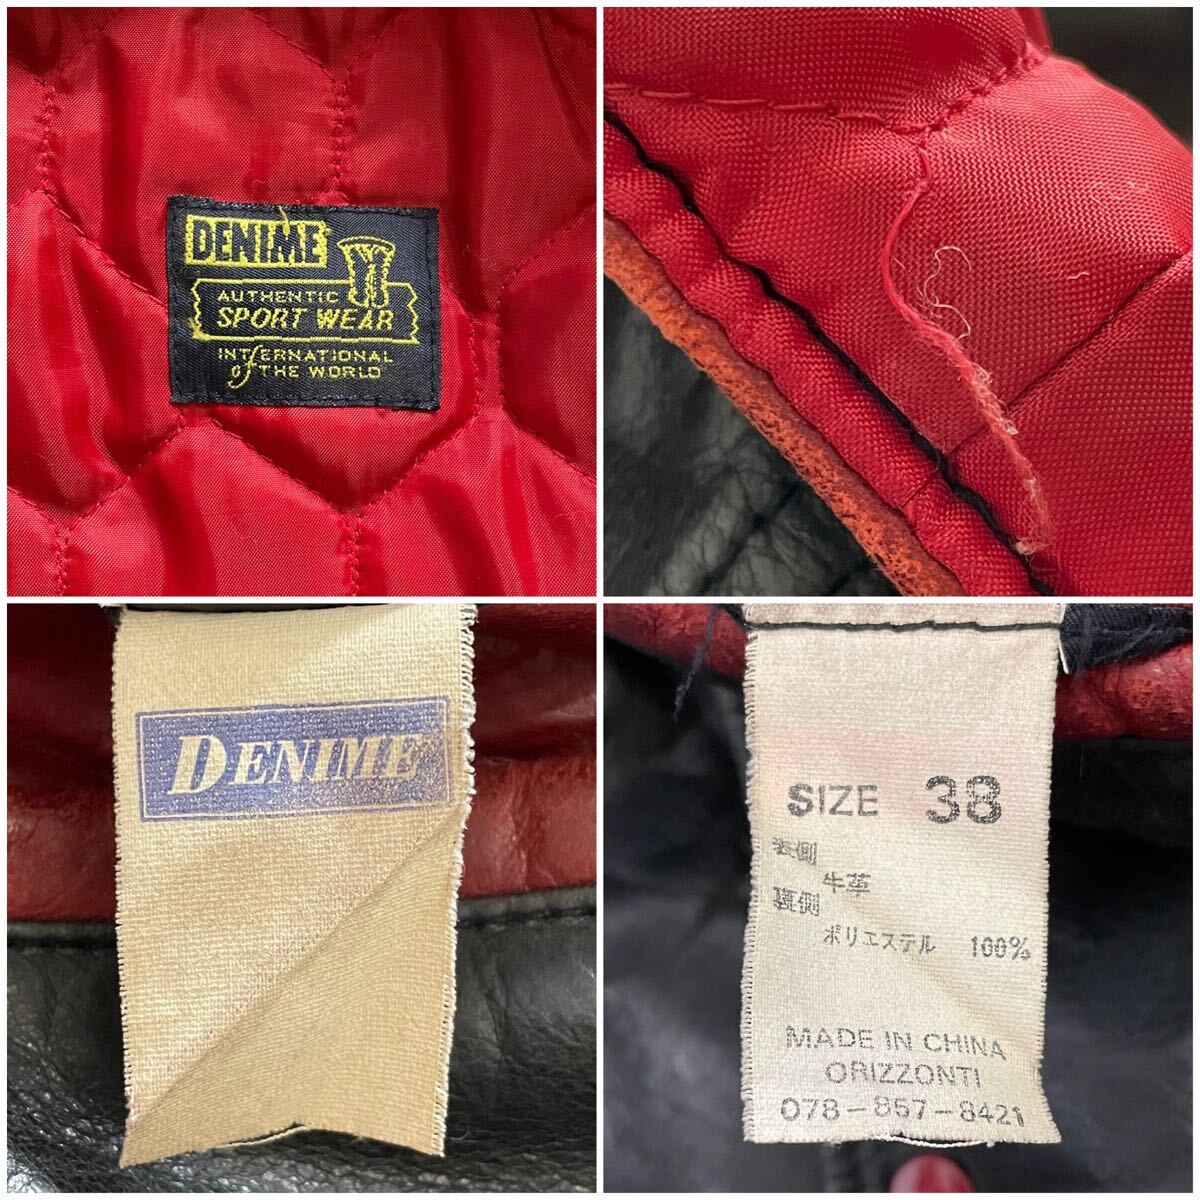 DENIME
AUTHENTIC
SPORT WEAR
INTERNATIONAL
of THE WORLD
DENIME
SIZE 38
表側
牛革
裏側
ポリエステル 100%
MADE IN CHINA
ORIZZONTI
078-857-8421